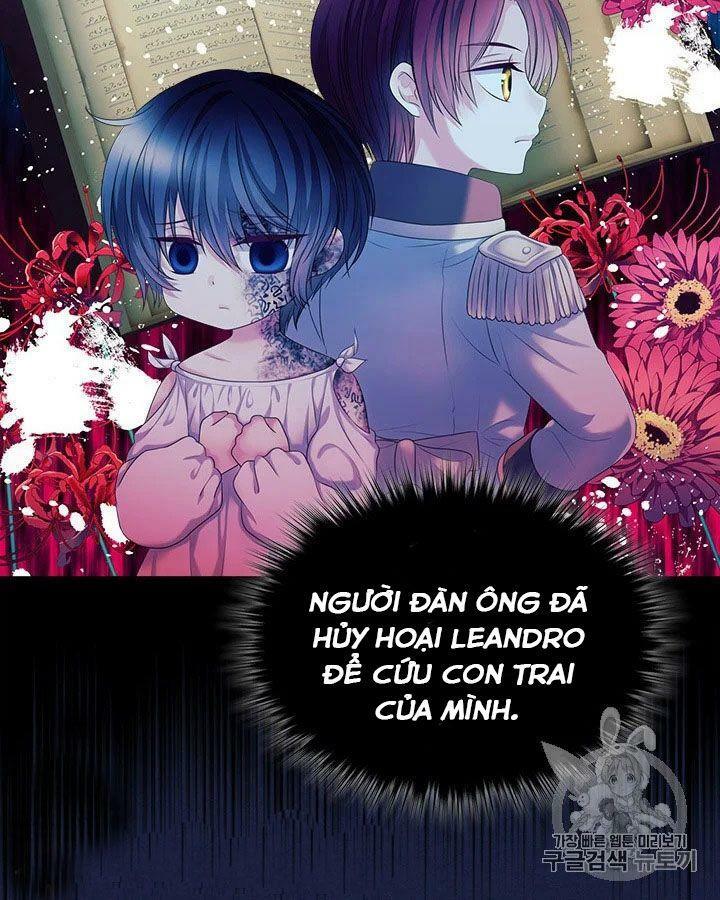 NGƯỜI ĐÀN ÔNG ĐÃ
HỦY HOẠI LEANDRO
ĐỂ CỨU CON TRAI
CỦA MÌNH.
가장 빠른 웹툰 미리보기
구글검색 뉴토끼